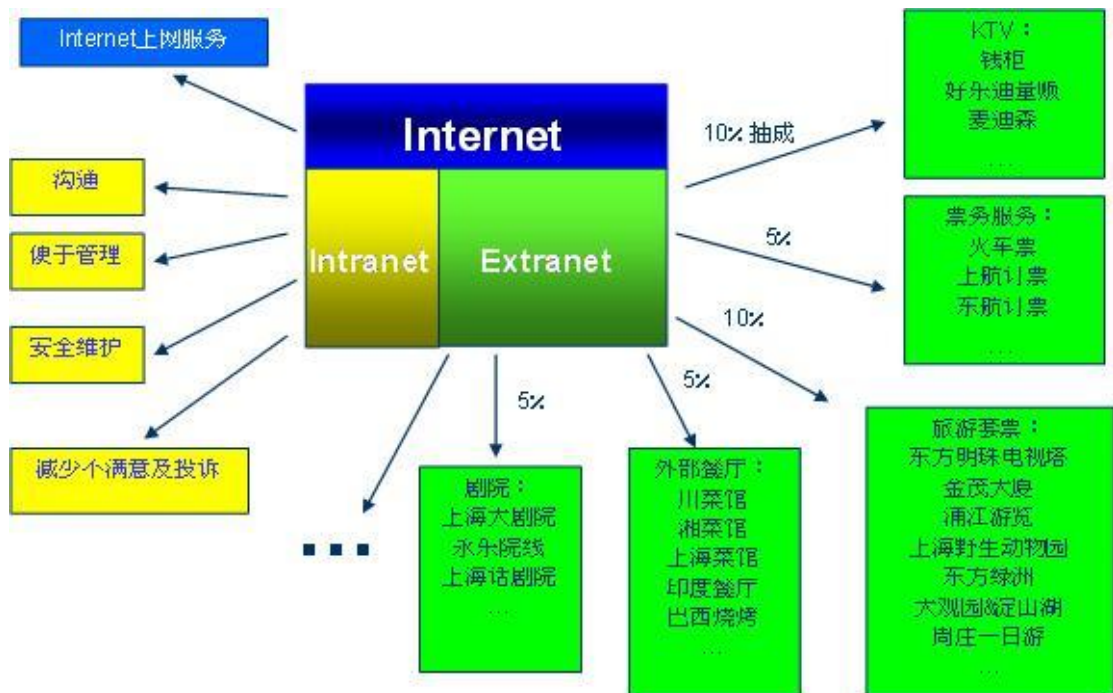 Internet上网服务
KTV：
钱柜
好乐迪量顺
麦迪森
…
Internet
10% 抽成
沟通
便于管理
Intranet
Extranet
5%
票务服务：
火车票
上航订票
东航订票
…
安全维护
10%
5%
5%
减少个满意及投诉
旅游套票：
东方明珠电视塔
金茂大厦
浦江游览
上海野生动物园
东方绿洲
大观园&淀山湖
周庄一日游
…
外部餐厅：
川菜馆
湘菜馆
上海菜馆
印度餐厅
巴西烧烤
…
剧院：
上海大剧院
永乐院线
上海话剧院
…
...